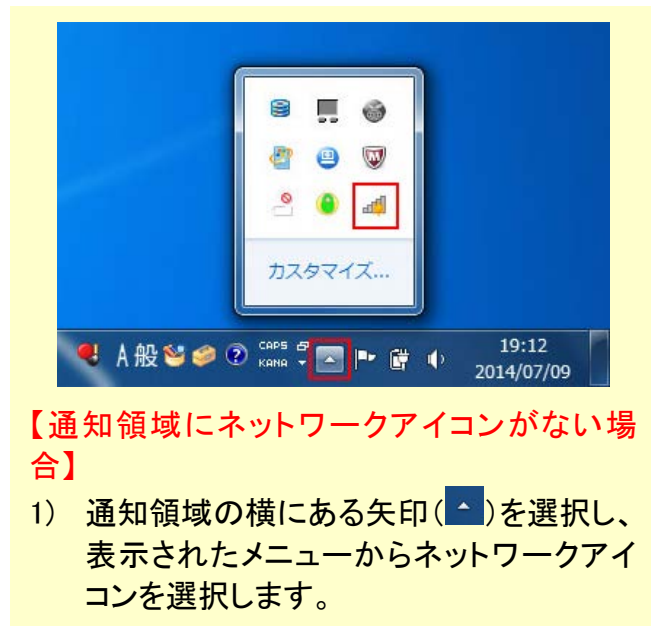 カスタマイズ...
A般
CAPS
KANA
19:12
2014/07/09
【通知領域にネットワークアイコンがない場
合】
1) 通知領域の横にある矢印( )を選択し、
表示されたメニューからネットワークアイ
コンを選択します。